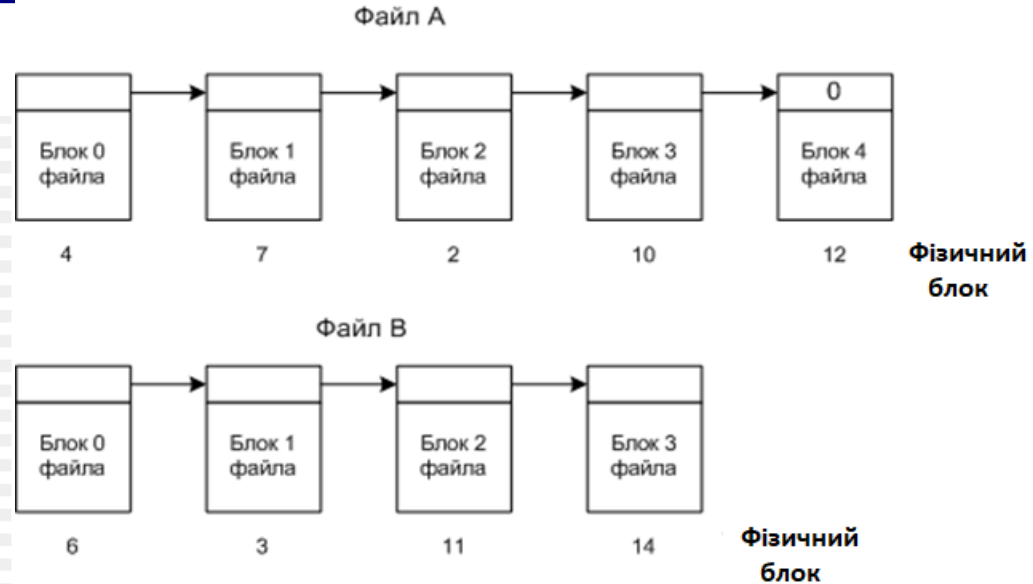 Файл А
0
Блок 0
файла
Блок 1
файла
Блок 2
файла
Блок 3
файла
Блок 4
файла
4 7 2 10 12 Фізичний
блок
Файл В
Блок 0
файла
Блок 1
файла
Блок 2
файла
Блок 3
файла
6 3 11 14 Фізичний
блок